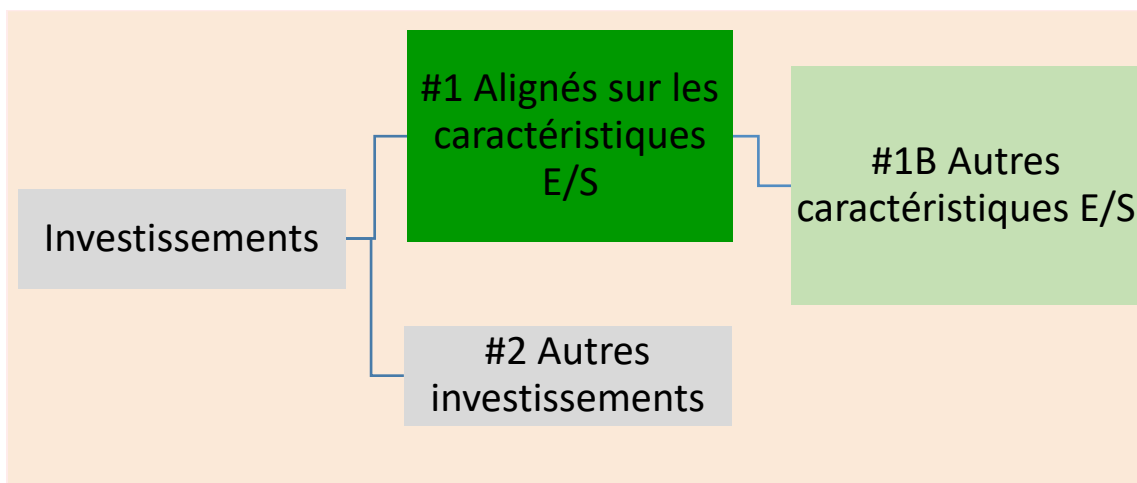 Investissements
#1 Alignés sur les
caractéristiques
E/S
#1B Autres
caractéristiques E/S
#2 Autres
investissements